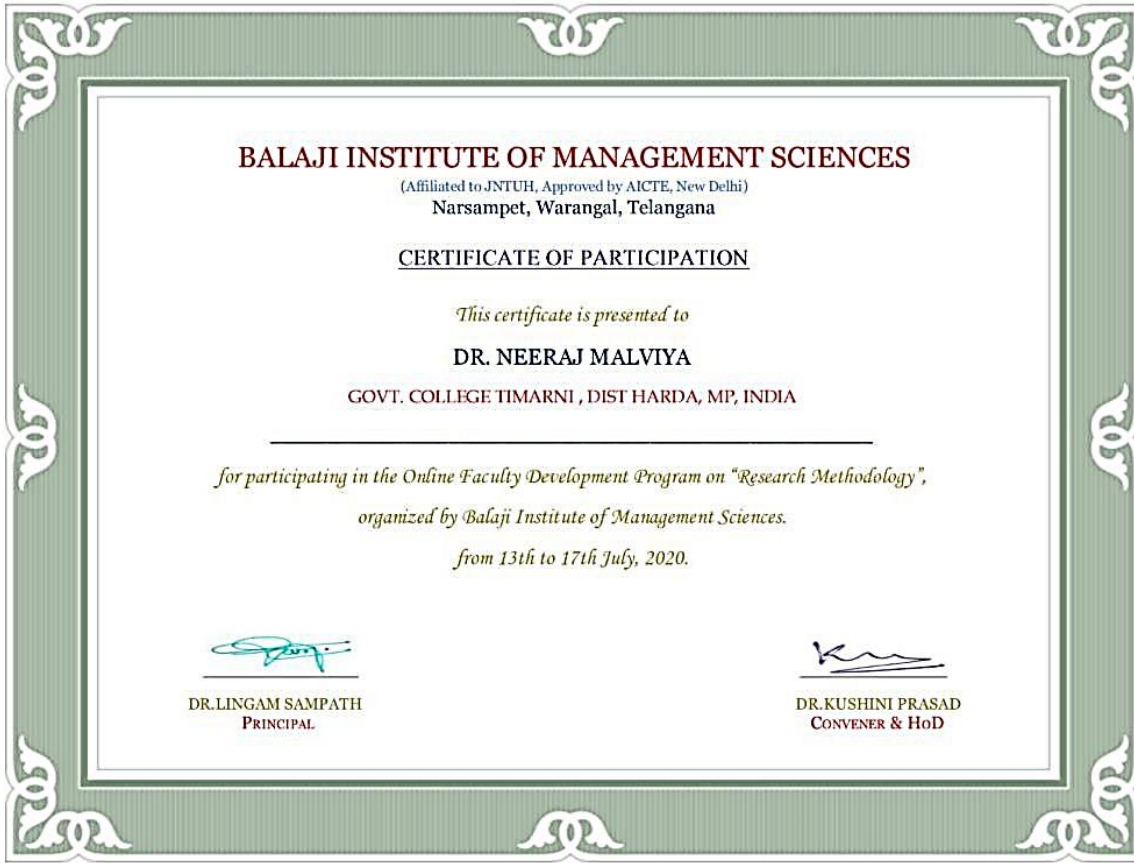 BALAJI INSTITUTE OF MANAGEMENT SCIENCES
(Affiliated to JNTUH, Approved by AICTE, New Delhi)
Narsampet, Warangal, Telangana
CERTIFICATE OF PARTICIPATION
This certificate is presented to
DR. NEERAJ MALVIYA
GOVT. COLLEGE TIMARNI , DIST HARDA, MP, INDIA
for participating in the Online Faculty Development Program on “Research Methodology”,
organized by Balaji Institute of Management Sciences.
from 13th to 17th July, 2020.
DR.LINGAM SAMPATH
PRINCIPAL
DR.KUSHINI PRASAD
CONVENER & HOD